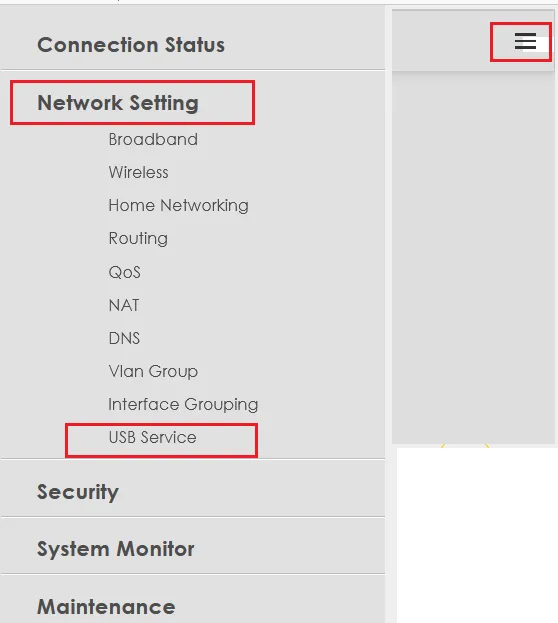 Connection Status
Network Setting
Broadband
Wireless
Home Networking
Routing
QoS
NAT
DNS
Vlan Group
Interface Grouping
USB Service
Security
System Monitor
Maintenance